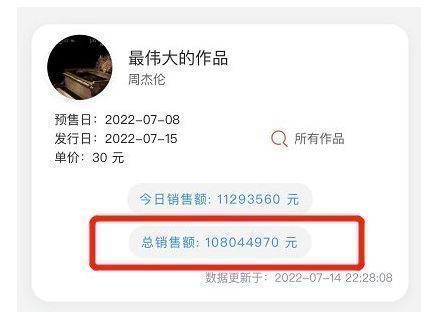 最伟大的作品
周杰伦
预售日：2022-07-08
发行日：2022-07-15
所有作品
单价：30 元
今日销售额: 11293560 元
总销售额: 108044970 元
数据更新于：2022-07-14 22:28:08